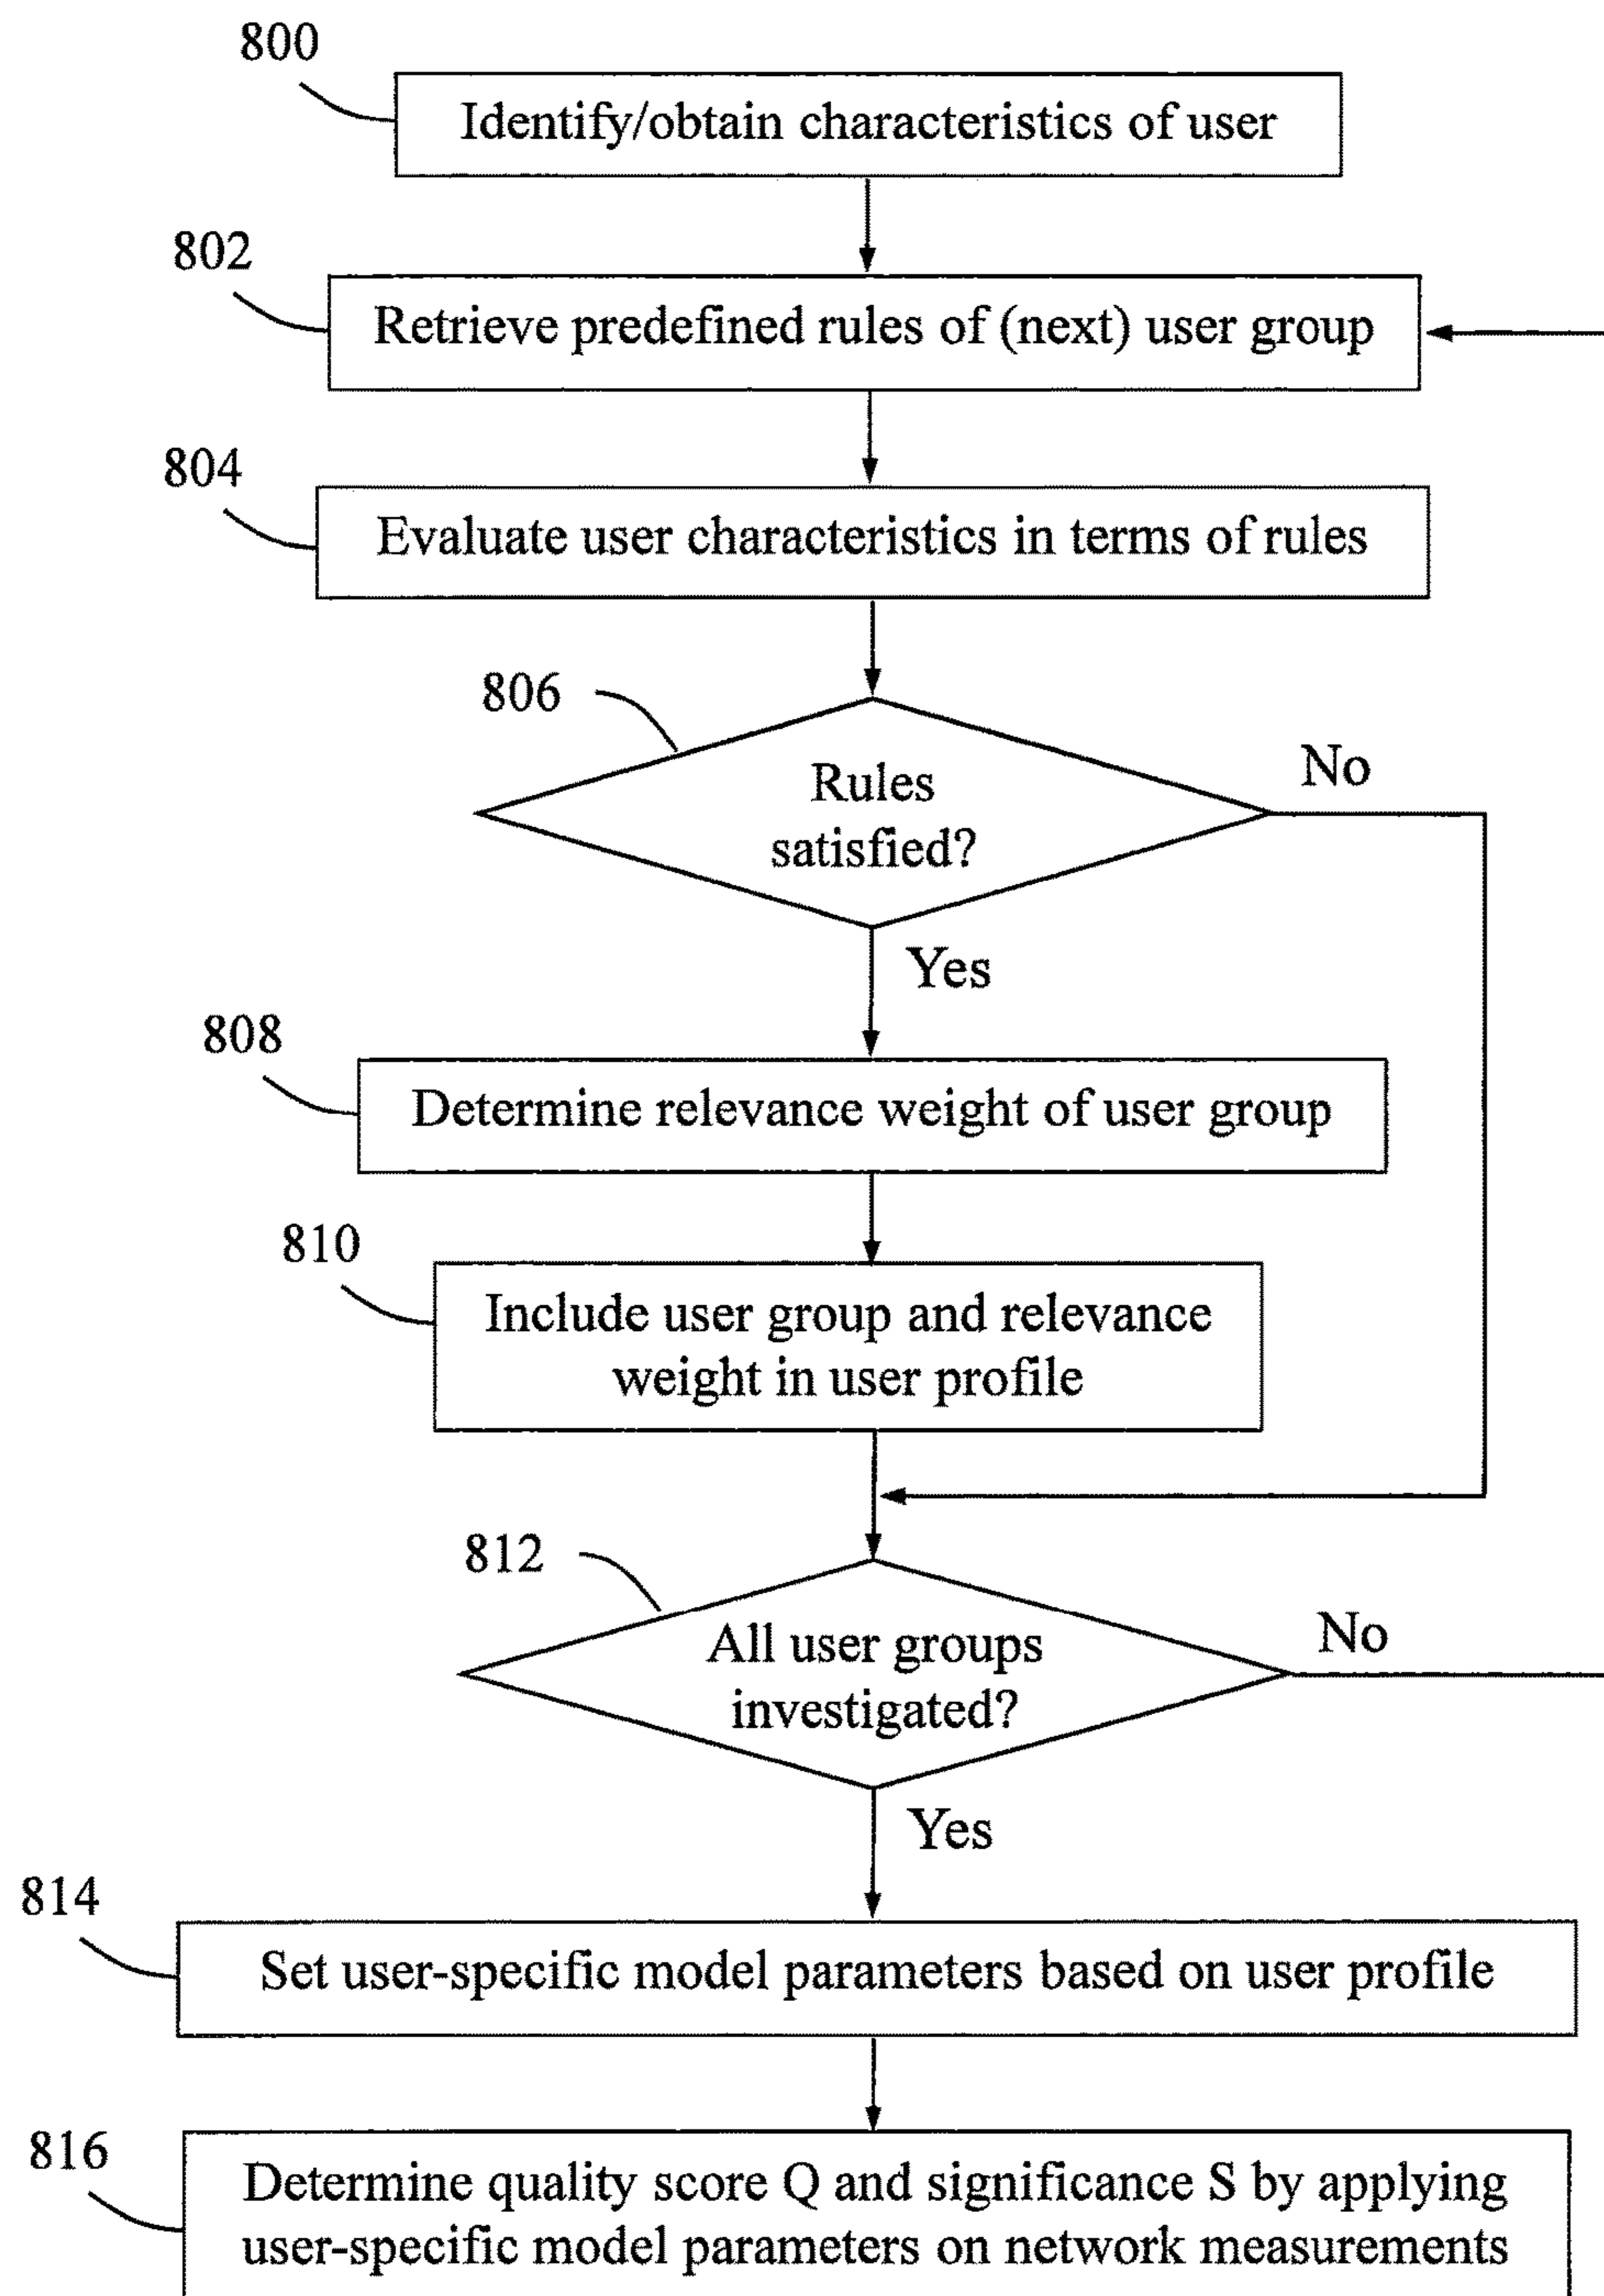 800
Identify/obtain characteristics of user
802
Retrieve predefined rules of (next) user group
804
Evaluate user characteristics in terms of rules
806
Rules
satisfied?
No
Yes
808
Determine relevance weight of user group
810
Include user group and relevance
weight in user profile
812
All user groups
investigated?
No
Yes
814
Set user-specific model parameters based on user profile
816
Determine quality score Q and significance S by applying
user-specific model parameters on network measurements